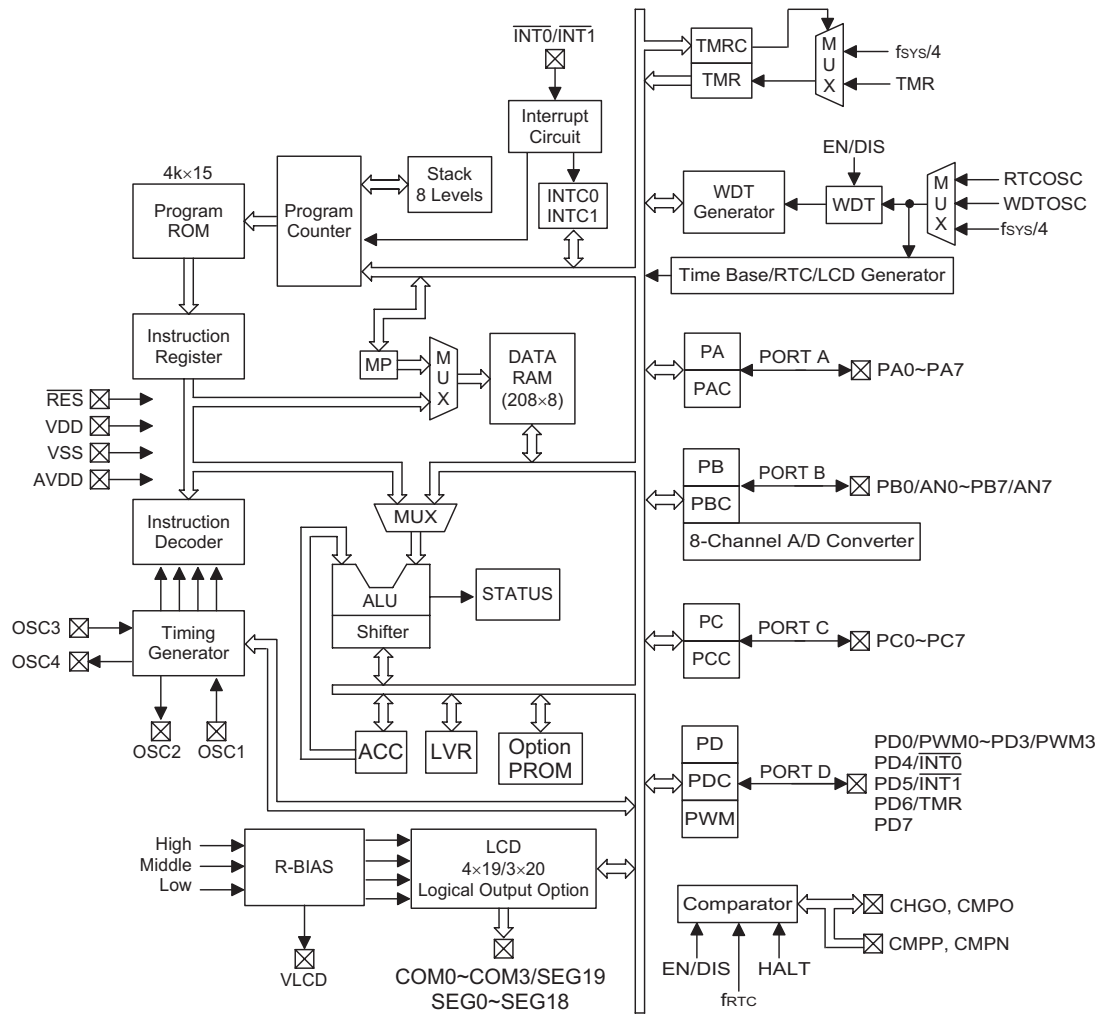 INT0/INT1
Interrupt
Circuit
INTC0
INTC1
4k×15
Program
ROM
Program
Counter
Stack
8 Levels
Instruction
Register
MP
M
U
X
DATA
RAM
(208×8)
RES
VDD
VSS
AVDD
Instruction
Decoder
MUX
ALU
Shifter
STATUS
OSC3
OSC4
Timing
Generator
OSC2
OSC1
ACC
LVR
Option
PROM
High
Middle
Low
R-BIAS
VLCD
LCD
4×19/3×20
Logical Output Option
COM0~COM3/SEG19
SEG0~SEG18
TMRC
TMR
M
U
X
fSYS/4
TMR
EN/DIS
WDT
Generator
WDT
M
U
X
RTCOSC
WDTOSC
fSYS/4
Time Base/RTC/LCD Generator
PA
PAC
PORT A
PA0~PA7
PB
PBC
PORT B
PB0/AN0~PB7/AN7
8-Channel A/D Converter
PC
PCC
PORT C
PC0~PC7
PD
PDC
PWM
PORT D
PD0/PWM0~PD3/PWM3
PD4/INT0
PD5/INT1
PD6/TMR
PD7
Comparator
CHGO, CMPO
CMPP, CMPN
EN/DIS
fRTC
HALT